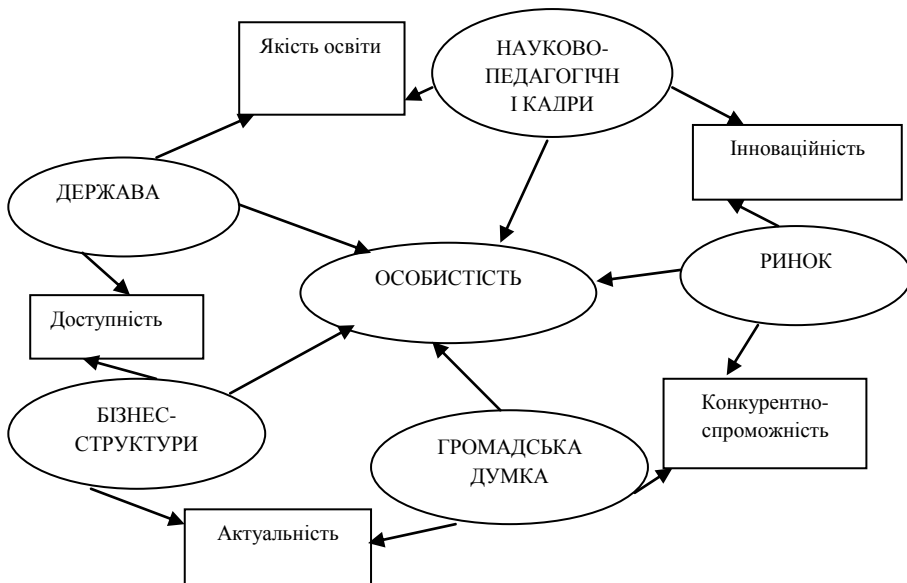 Якість освіти
НАУКОВО-
ПЕДАГОГІЧН
І КАДРИ
Інноваційність
ДЕРЖАВА
ОСОБИСТІСТЬ
РИНОК
Доступність
БІЗНЕС-
СТРУКТУРИ
ГРОМАДСЬКА
ДУМКА
Конкурентно-
спроможність
Актуальність